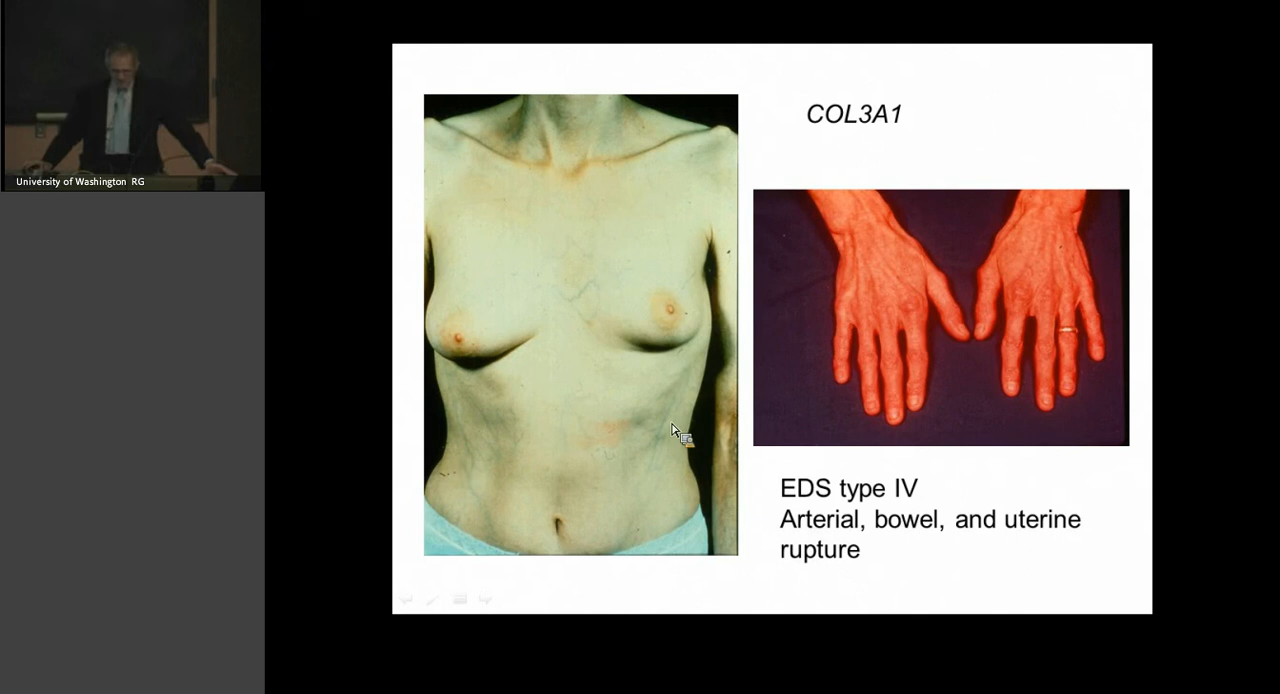 University of Washington RG
COL3A1
EDS type IV
Arterial, bowel, and uterine
rupture